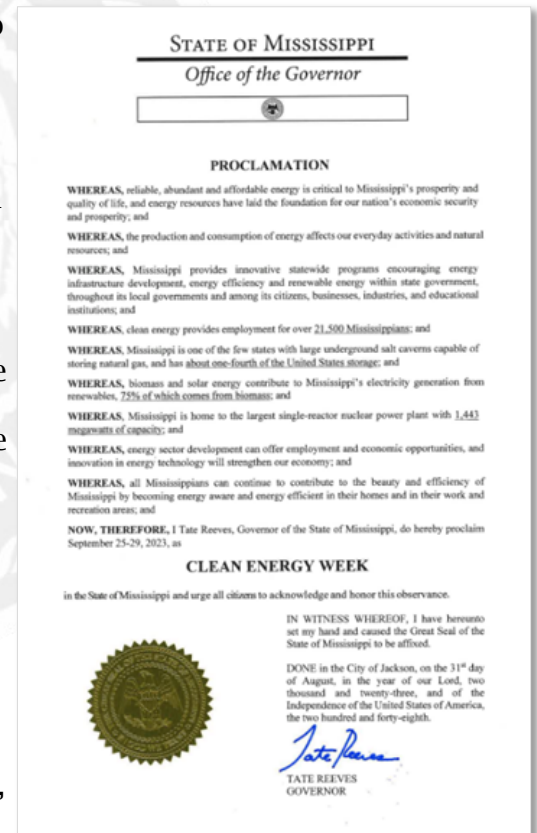 STATE OF MISSISSIPPI
Office of the Governor
PROCLAMATION
WHEREAS, reliable, abundant and affordable energy is critical to Mississippi's prosperity and
quality of life, and energy resources have laid the foundation for our nation's economic security
and prosperity; and
WHEREAS, the production and consumption of energy affects our everyday activities and natural
resources; and
WHEREAS, Mississippi provides innovative statewide programs encouraging energy
infrastructure development, energy efficiency and renewable energy within state government,
throughout its local governments and among its citizens, businesses, industries, and educational
institutions; and
WHEREAS, clean energy provides employment for over 21,500 Mississippians; and
WHEREAS, Mississippi is one of the few states with large underground salt caverns capable of
storing natural gas, and has about one-fourth of the United States storage; and
WHEREAS, biomass and solar energy contribute to Mississippi's electricity generation from
renewables, 75% of which comes from biomass; and
WHEREAS, Mississippi is home to the largest single-reactor nuclear power plant with 1,443
megawatts of capacity; and
WHEREAS, energy sector development can offer employment and economic opportunities, and
innovation in energy technology will strengthen our economy; and
WHEREAS, all Mississippians can continue to contribute to the beauty and efficiency of
Mississippi by becoming energy aware and energy efficient in their homes and in their work and
recreation areas; and
NOW, THEREFORE, I Tate Reeves, Governor of the State of Mississippi, do hereby proclaim
September 25-29, 2023, as
CLEAN ENERGY WEEK
in the State of Mississippi and urge all citizens to acknowledge and honor this observance.
IN WITNESS WHEREOF, I have hereunto
set my hand and caused the Great Seal of the
State of Mississippi to be affixed.
DONE in the City of Jackson, on the 31st day
of August, in the year of our Lord, two
thousand and twenty-three, and of the
Independence of the United States of America,
the two hundred and forty-eighth.
Tate Reeves
TATE REEVES
GOVERNOR